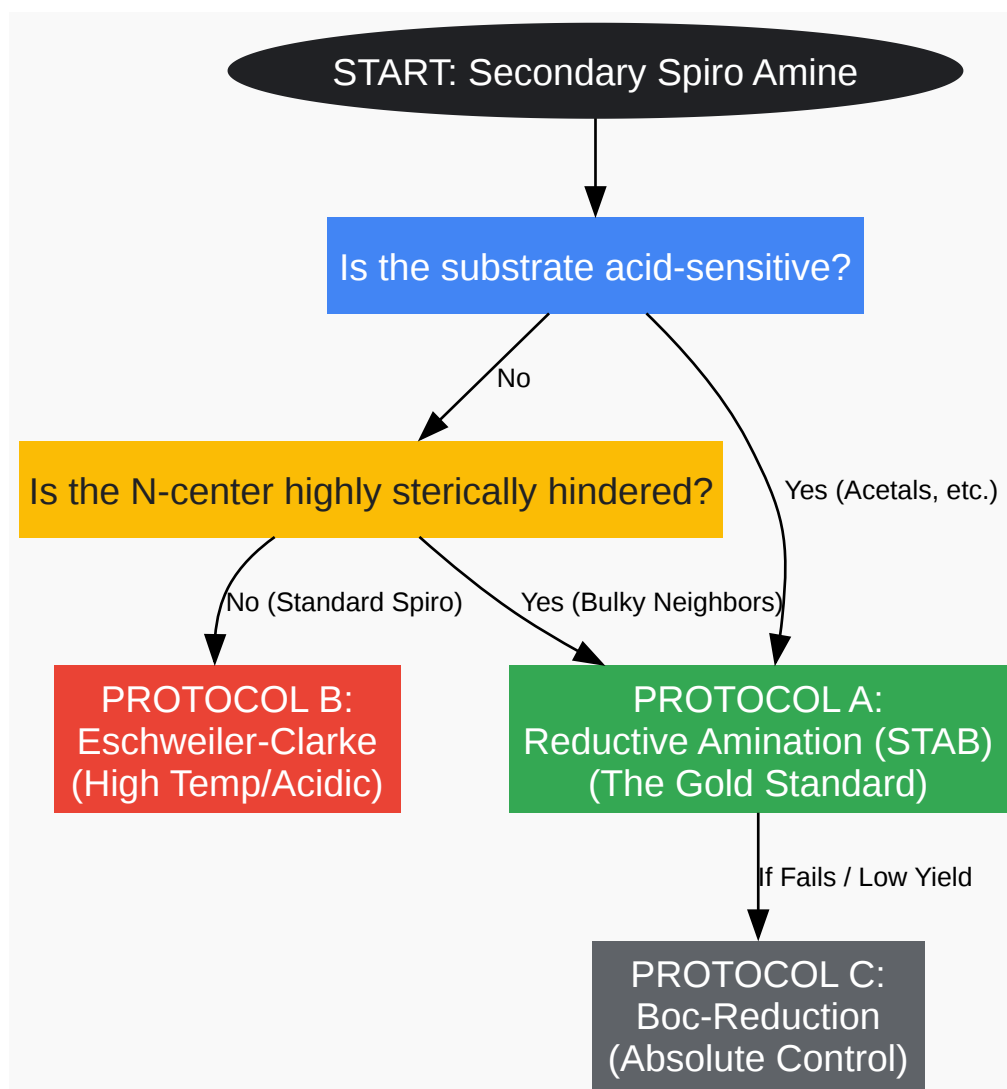 START: Secondary Spiro Amine
Is the substrate acid-sensitive?
No
Is the N-center highly sterically hindered?
Yes (Acetals, etc.)
No (Standard Spiro)
Yes (Bulky Neighbors)
PROTOCOL B:
Eschweiler-Clarke
(High Temp/Acidic)
PROTOCOL A:
Reductive Amination (STAB)
(The Gold Standard)
If Fails / Low Yield
PROTOCOL C:
Boc-Reduction
(Absolute Control)